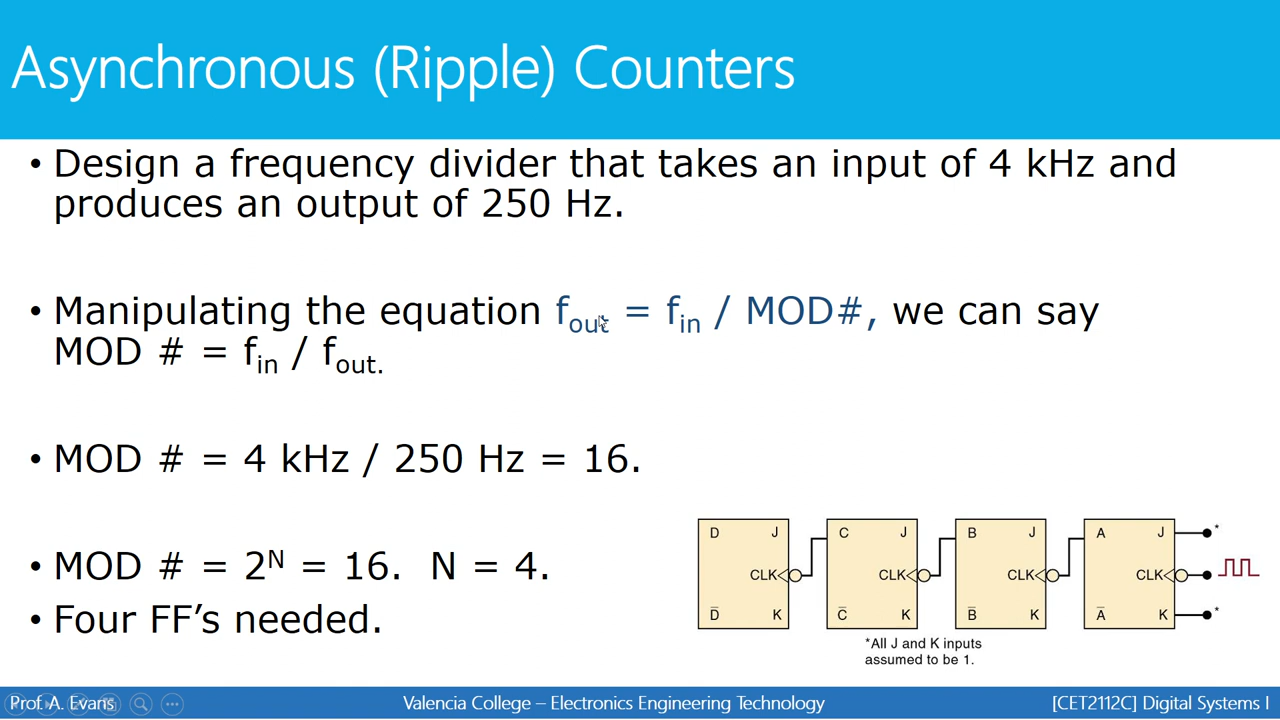 Asynchronous (Ripple) Counters
• Design a frequency divider that takes an input of 4 kHz and
produces an output of 250 Hz.
• Manipulating the equation fout = fin / MOD#, we can say
MOD # = fin / fout.
• MOD # = 4 kHz / 250 Hz = 16.
• MOD # = 2^N = 16. N = 4.
• Four FF’s needed.
D J C J B J A J *
CLK CLK CLK CLK
D̅ K C̅ K B̅ K A̅ K *
*All J and K inputs
assumed to be 1.
Prof. A. Evans Valencia College – Electronics Engineering Technology [CET2112C] Digital Systems I